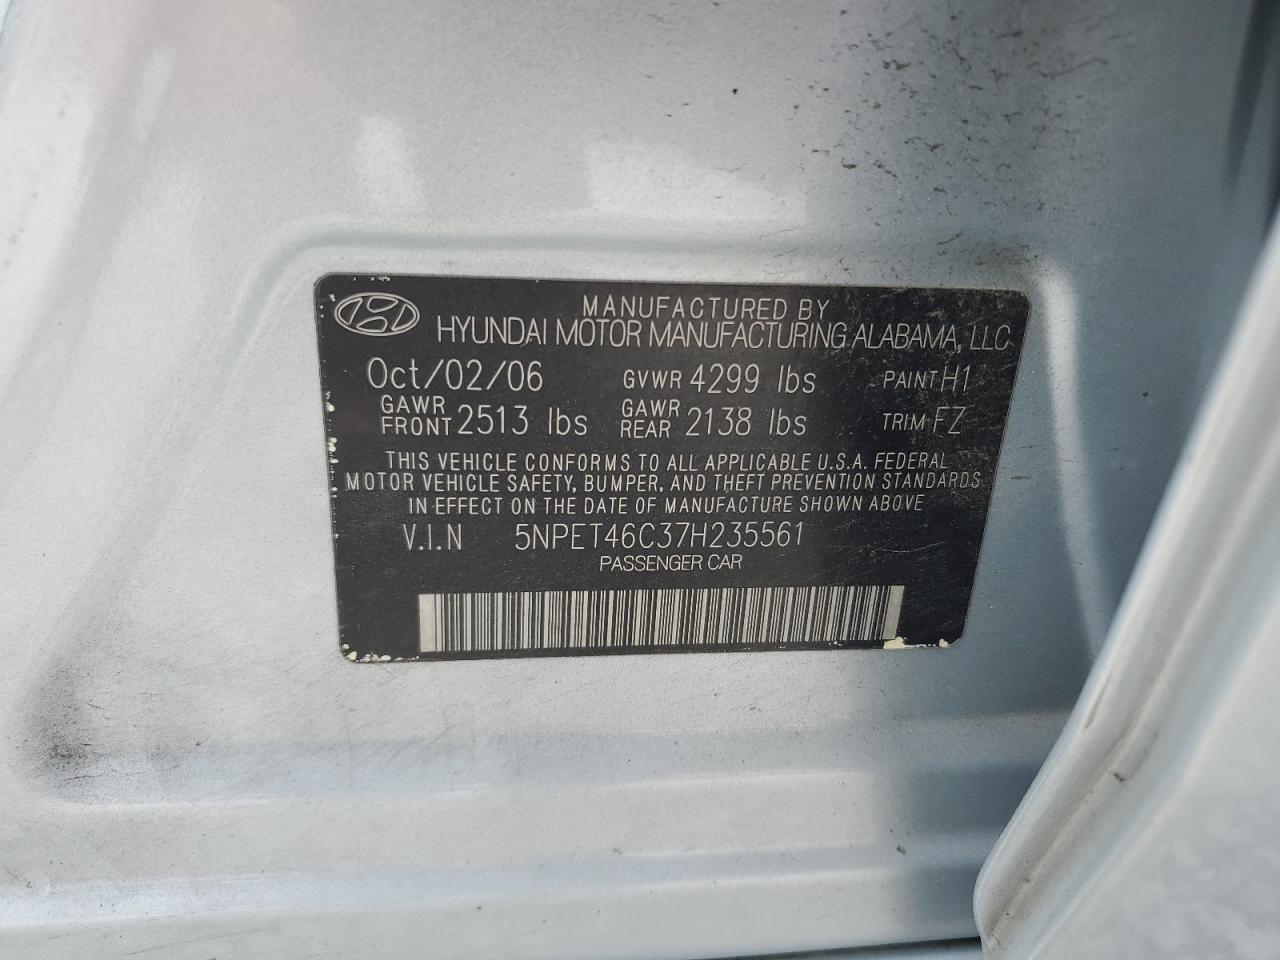 MANUFACTURED BY
HYUNDAI MOTOR MANUFACTURING ALABAMA, LLC
Oct/02/06 GVWR 4299 lbs PAINT H1
GAWR FRONT 2513 lbs GAWR REAR 2138 lbs TRIM FZ
THIS VEHICLE CONFORMS TO ALL APPLICABLE U.S.A. FEDERAL
MOTOR VEHICLE SAFETY, BUMPER, AND THEFT PREVENTION STANDARDS
IN EFFECT ON THE DATE OF MANUFACTURE SHOWN ABOVE
V.I.N 5NPET46C37H235561
PASSENGER CAR